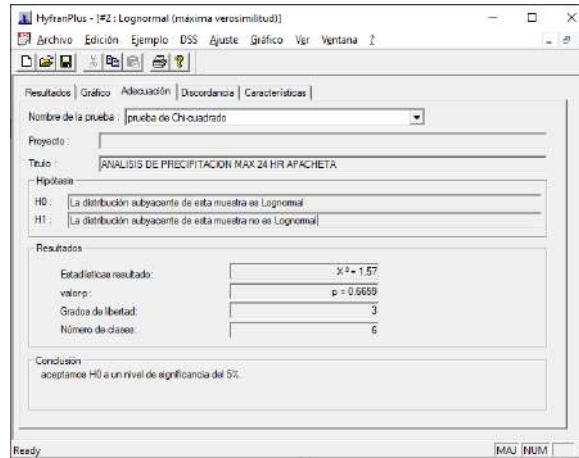 HyfranPlus - [#2 : Lognormal (máxima verosimilitud)]
Archivo Edición Ejemplo DSS Ajuste Gráfico Ver Ventana ?
Resultados Gráfico Adecuación Discordancia Características
Nombre de la prueba : prueba de Chi-cuadrado
Proyecto :
Título : ANALISIS DE PRECIPITACION MAX 24 HR APACHETA
Hipótesis
H0 : La distribución subyacente de esta muestra es Lognormal
H1 : La distribución subyacente de esta muestra no es Lognormal
Resultados
Estadísticas resultado: X² = 1.57
valor p : p = 0.6659
Grados de libertad: 3
Número de clases: 6
Conclusión
aceptamos H0 a un nivel de significancia del 5%.
Ready MAJ NUM